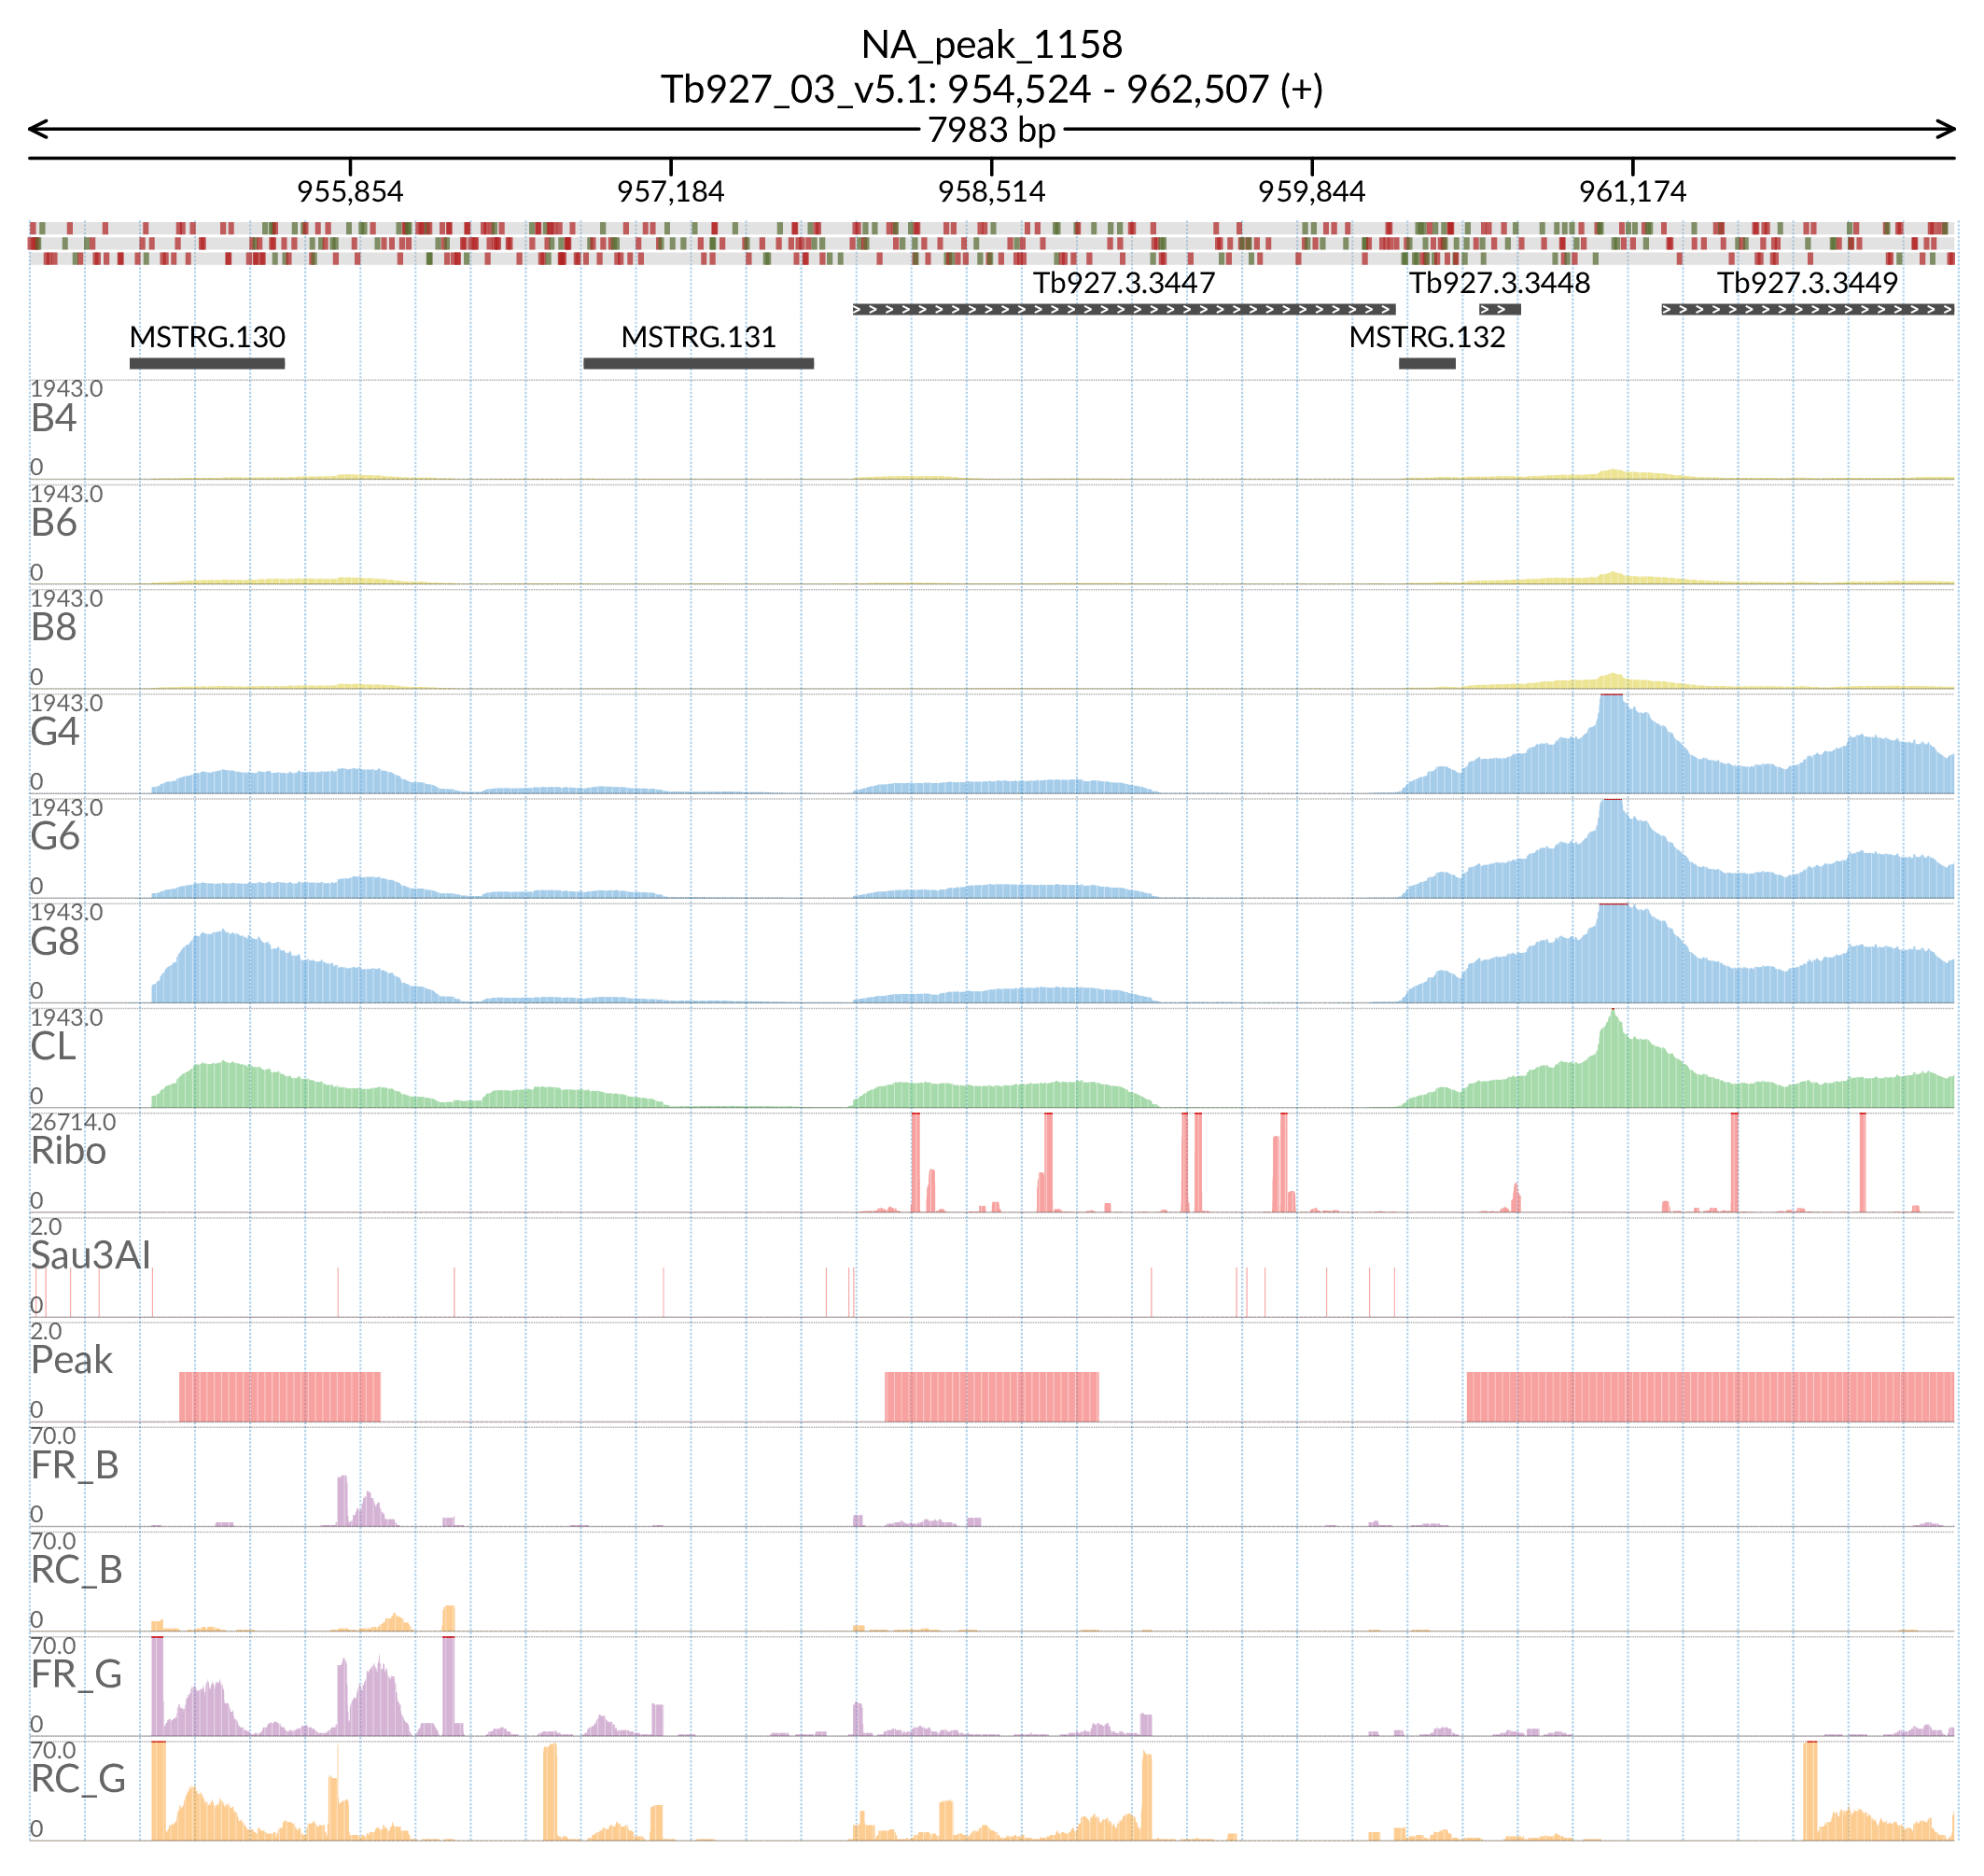 NA_peak_1158
Tb927_03_v5.1: 954,524 - 962,507 (+)
7983 bp
955,854 957,184 958,514 959,844 961,174
Tb927.3.3447 Tb927.3.3448 Tb927.3.3449
MSTRG.130 MSTRG.131 MSTRG.132
1943.0
B4
0
1943.0
B6
0
1943.0
B8
0
1943.0
G4
0
1943.0
G6
0
1943.0
G8
0
1943.0
CL
0
26714.0
Ribo
0
2.0
Sau3AI
0
2.0
Peak
0
70.0
FR_B
0
70.0
RC_B
0
70.0
FR_G
0
70.0
RC_G
0